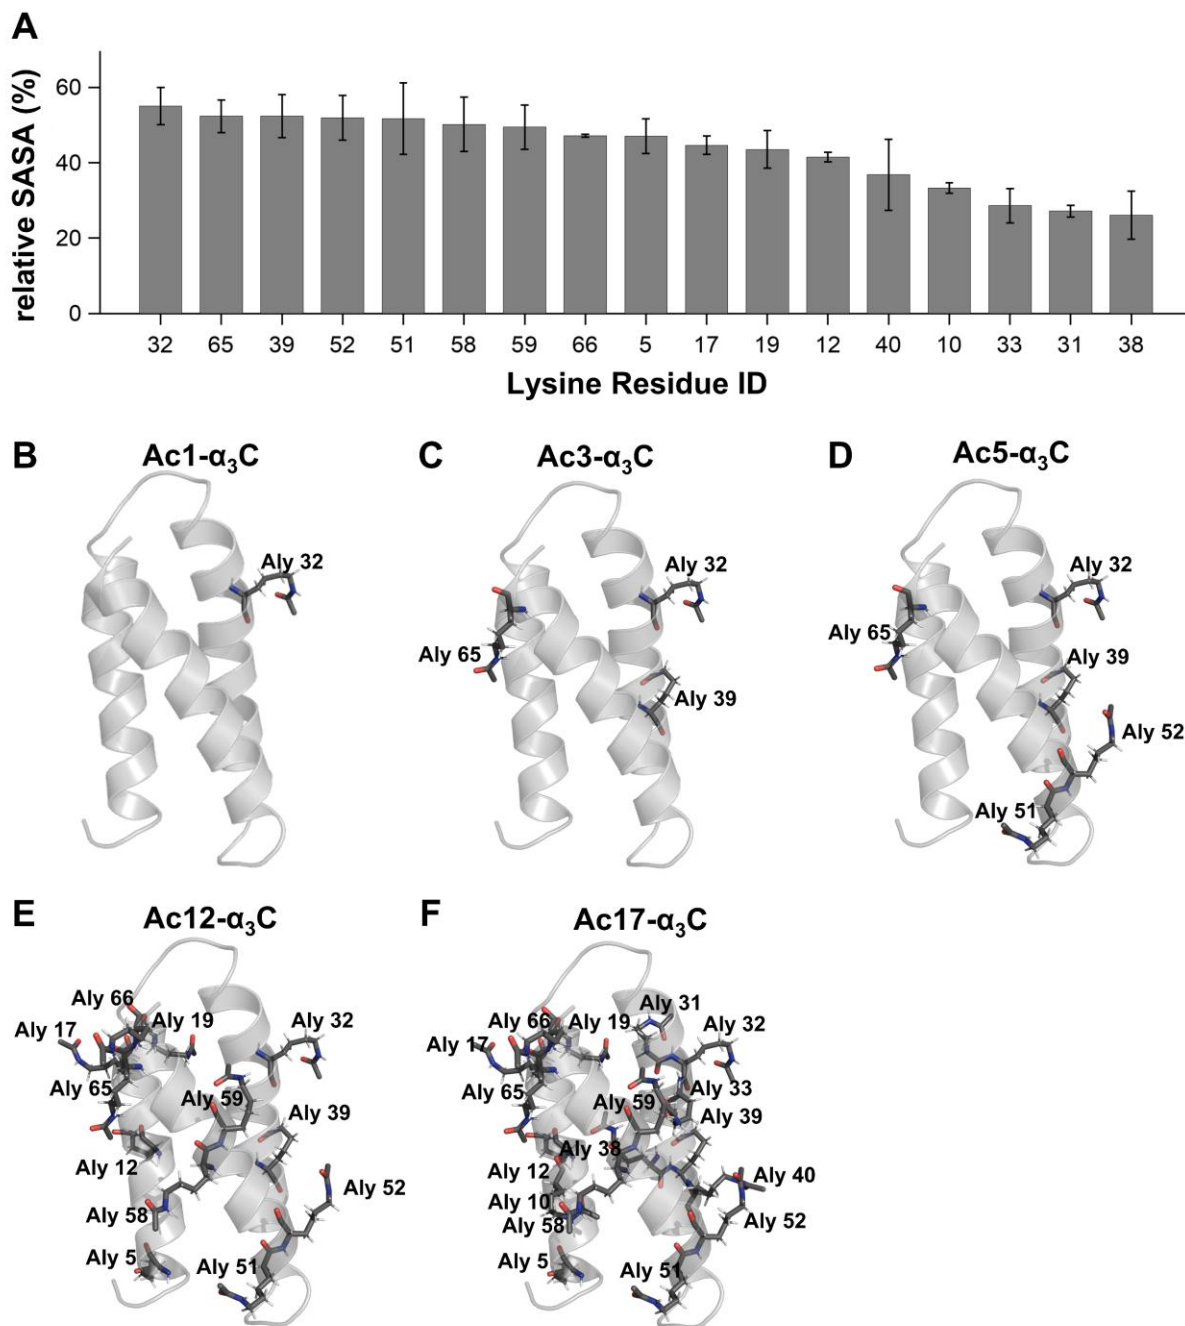 A
relative SASA (%)
60
40
20
0
32 65 39 52 51 58 59 66 5 17 19 12 40 10 33 31 38
Lysine Residue ID
B
Ac1-α₃C
Aly 32
C
Ac3-α₃C
Aly 32
Aly 65
Aly 39
D
Ac5-α₃C
Aly 32
Aly 65
Aly 39
Aly 52
Aly 51
E
Ac12-α₃C
Aly 66
Aly 17
Aly 19
Aly 32
Aly 65
Aly 59
Aly 39
Aly 12
Aly 52
Aly 58
Aly 5
Aly 51
F
Ac17-α₃C
Aly 31
Aly 66
Aly 19
Aly 32
Aly 17
Aly 65
Aly 59
Aly 33
Aly 39
Aly 38
Aly 12
Aly 40
Aly 10
Aly 58
Aly 52
Aly 5
Aly 51